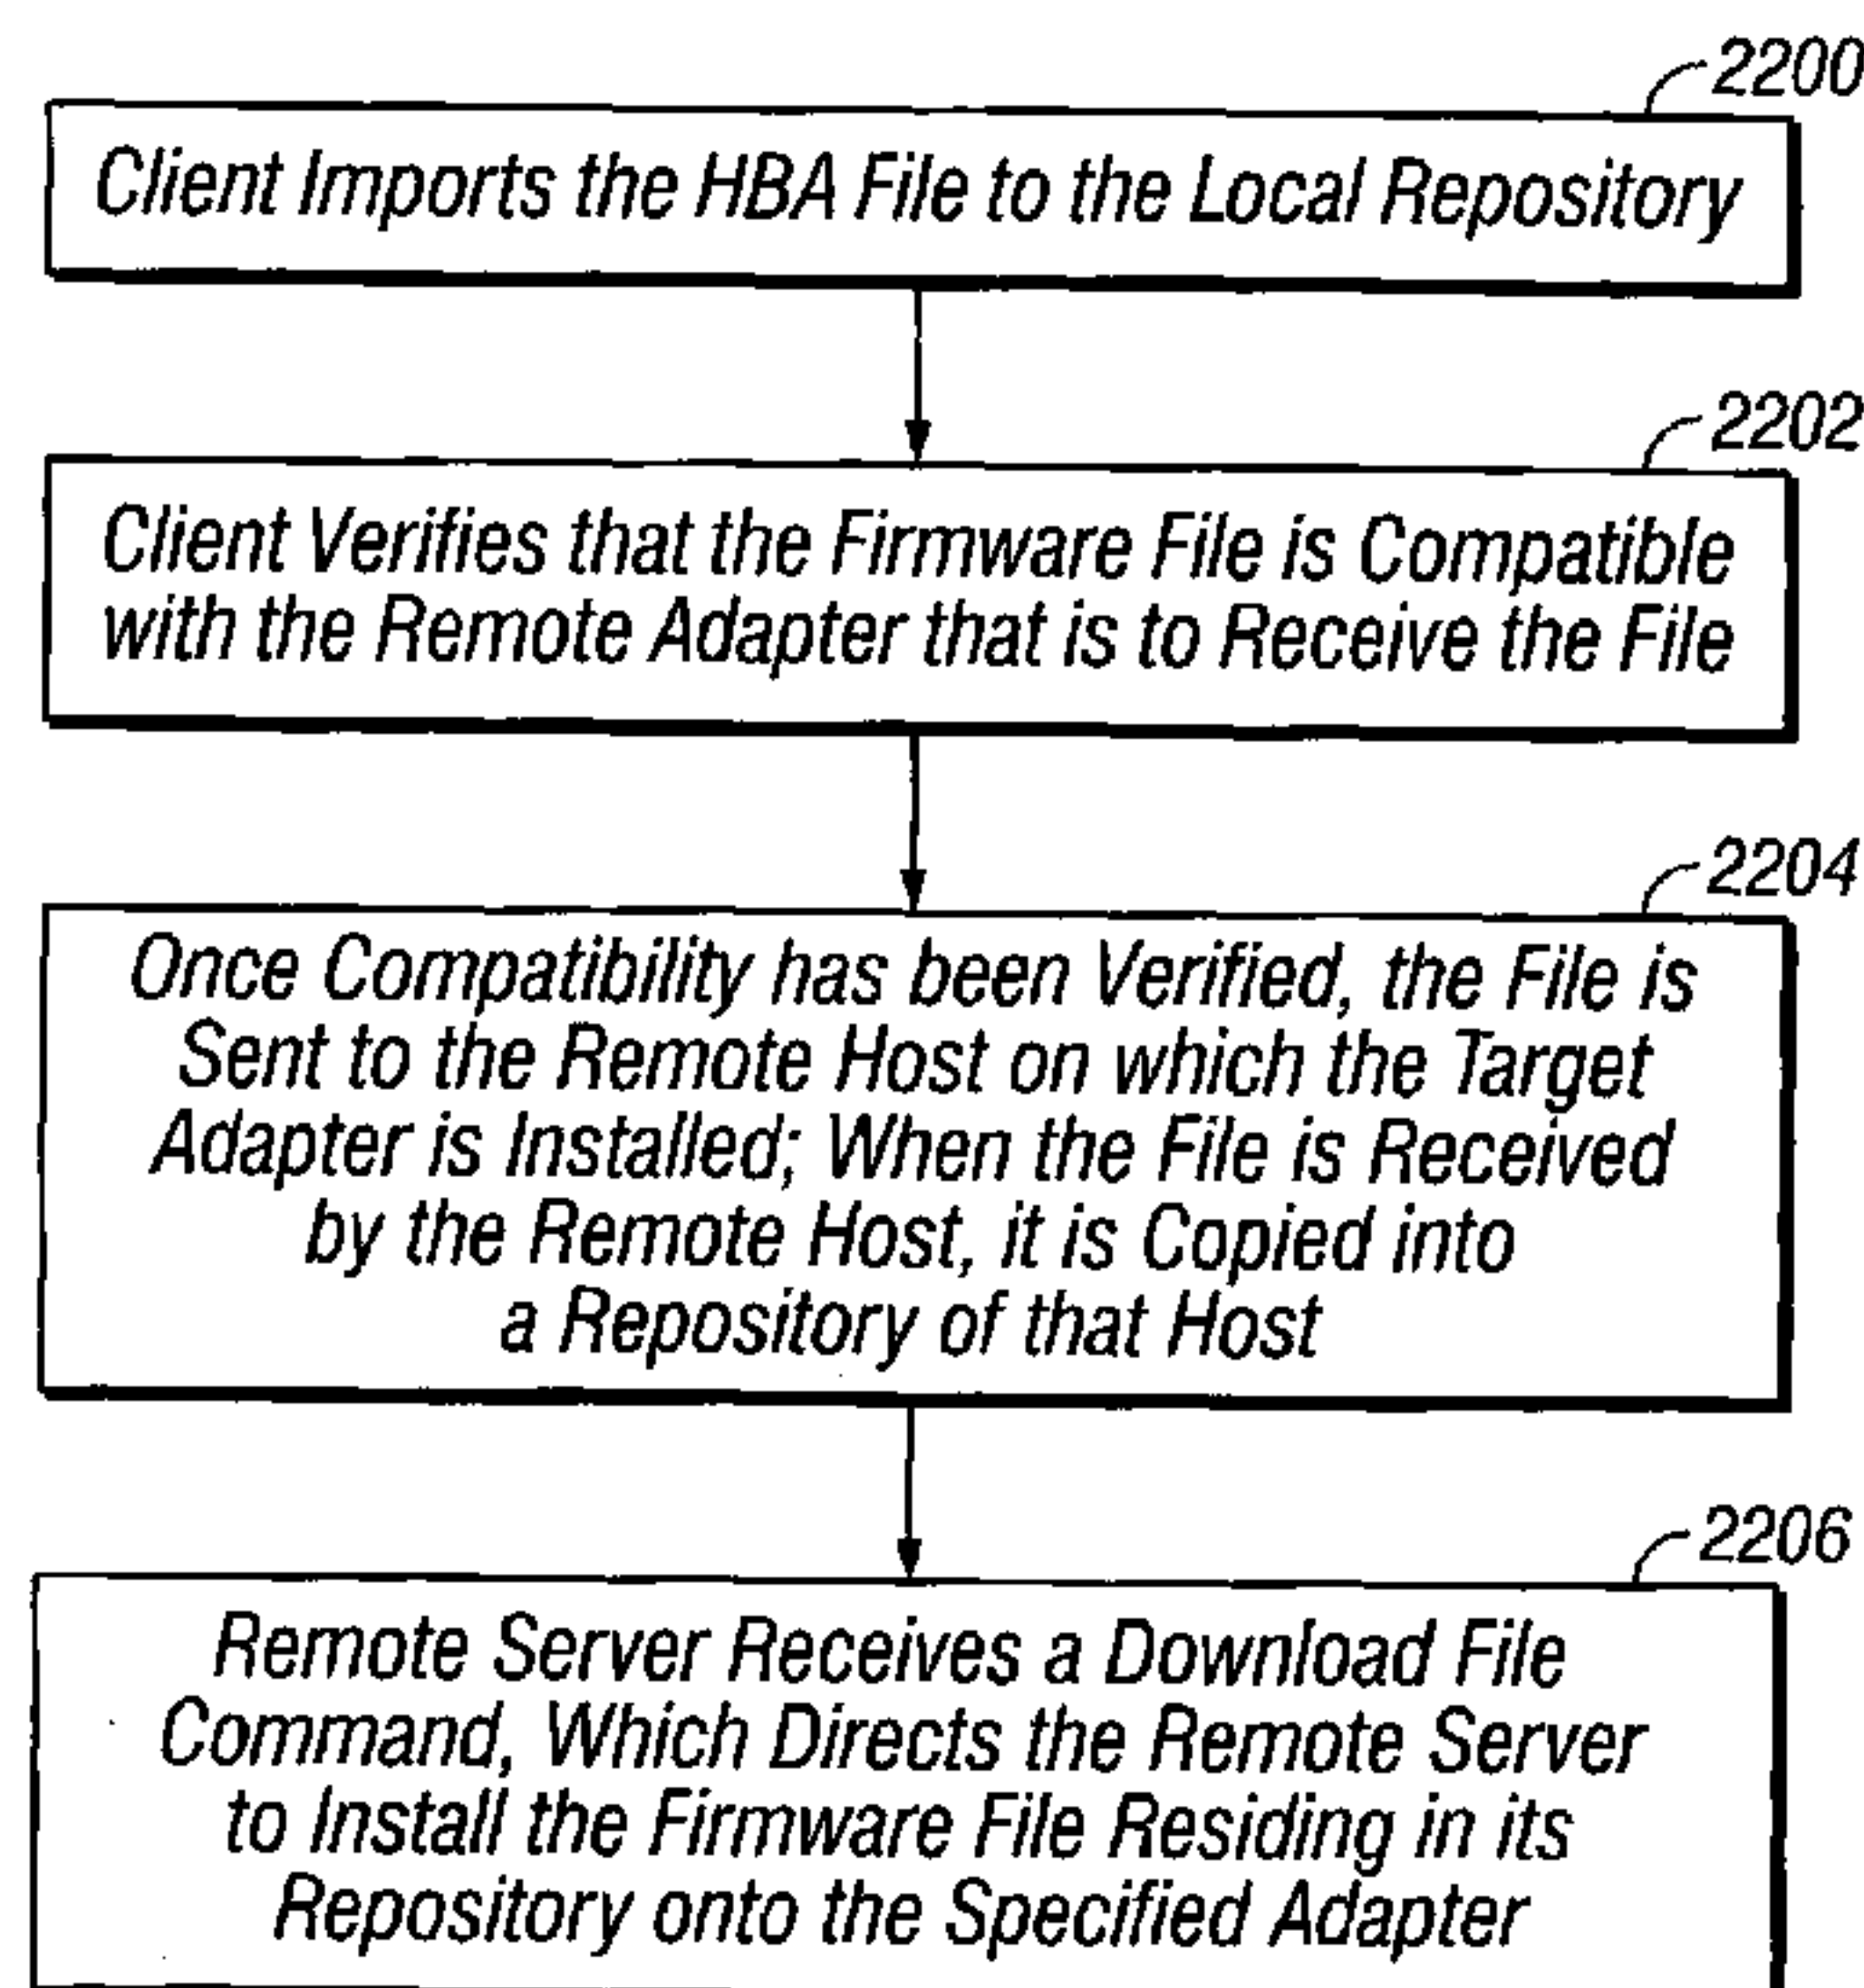 2200
Client Imports the HBA File to the Local Repository
2202
Client Verifies that the Firmware File is Compatible
with the Remote Adapter that is to Receive the File
2204
Once Compatibility has been Verified, the File is
Sent to the Remote Host on which the Target
Adapter is Installed; When the File is Received
by the Remote Host, it is Copied into
a Repository of that Host
2206
Remote Server Receives a Download File
Command, Which Directs the Remote Server
to Install the Firmware File Residing in its
Repository onto the Specified Adapter